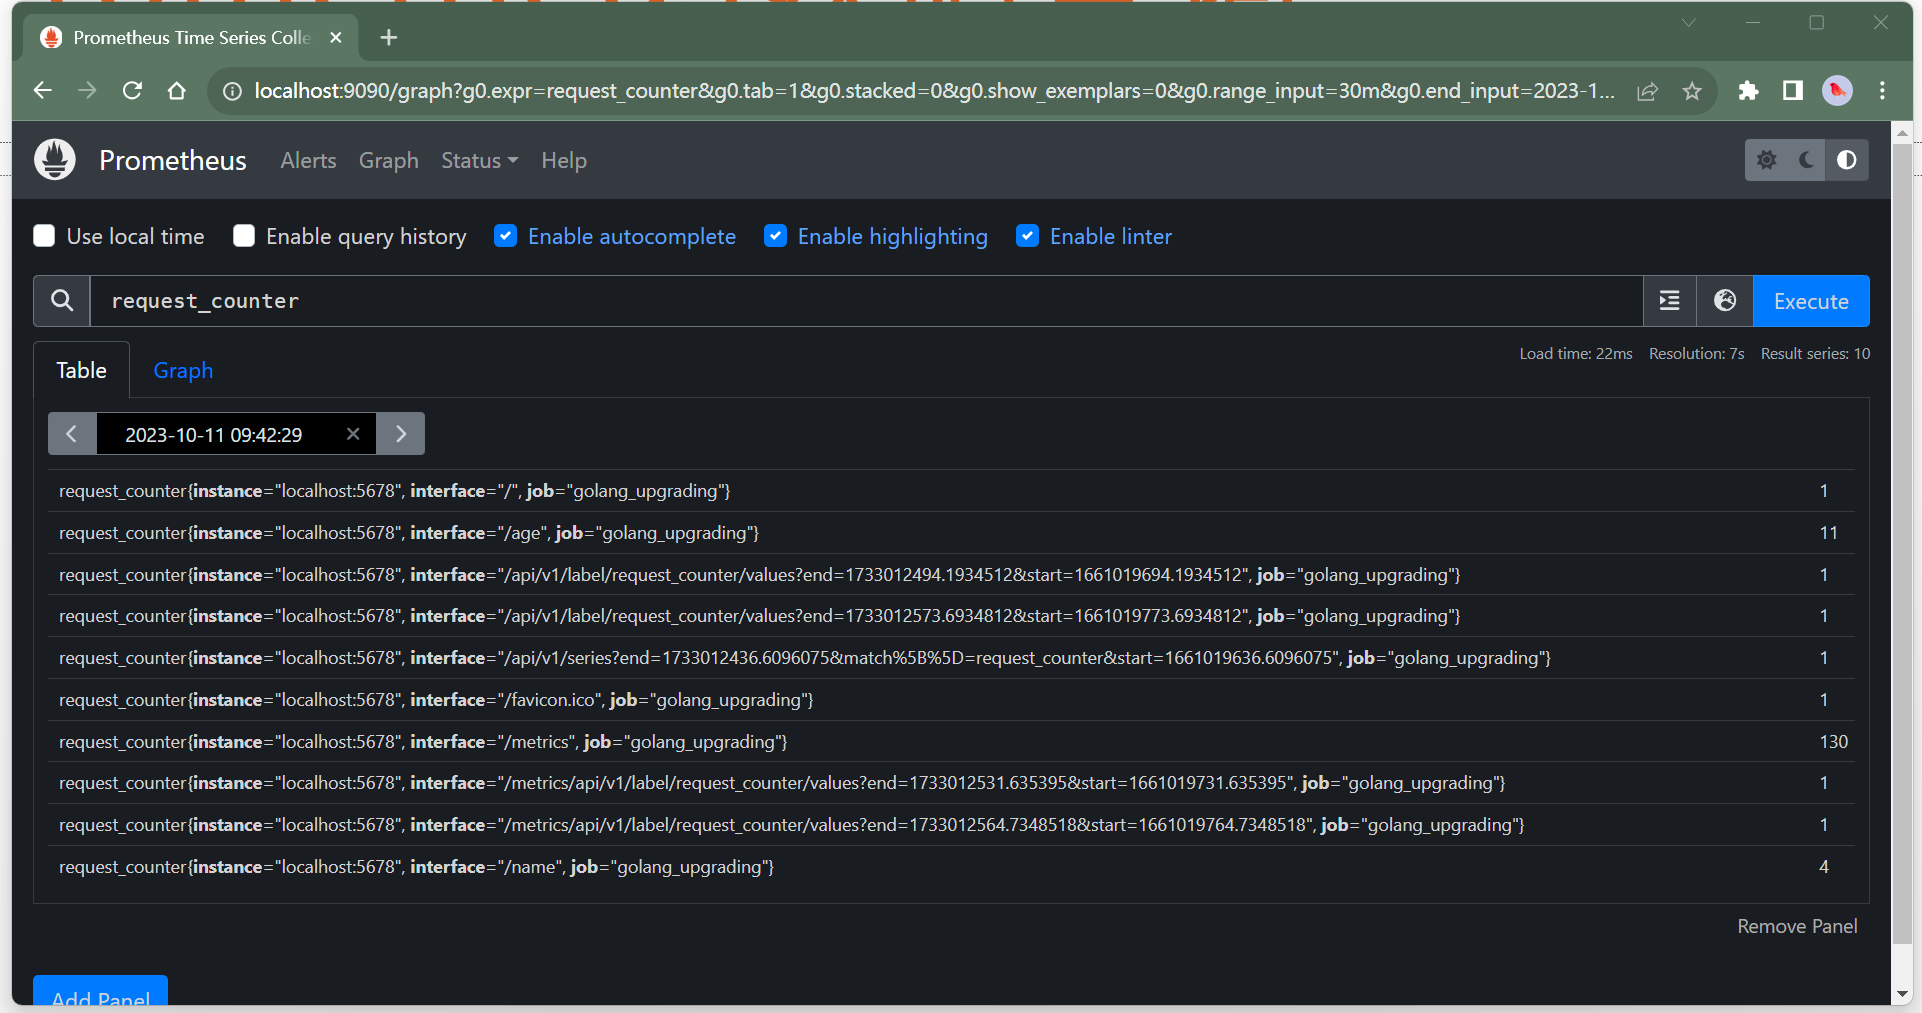 Prometheus Time Series Colle
localhost:9090/graph?g0.expr=request_counter&g0.tab=1&g0.stacked=0&g0.show_exemplars=0&g0.range_input=30m&g0.end_input=2023-1...
Prometheus Alerts Graph Status Help
Use local time Enable query history Enable autocomplete Enable highlighting Enable linter
request_counter Execute
Table Graph Load time: 22ms Resolution: 7s Result series: 10
2023-10-11 09:42:29
request_counter{instance="localhost:5678", interface="/", job="golang_upgrading"} 1
request_counter{instance="localhost:5678", interface="/age", job="golang_upgrading"} 11
request_counter{instance="localhost:5678", interface="/api/v1/label/request_counter/values?end=1733012494.1934512&start=1661019694.1934512", job="golang_upgrading"} 1
request_counter{instance="localhost:5678", interface="/api/v1/label/request_counter/values?end=1733012573.6934812&start=1661019773.6934812", job="golang_upgrading"} 1
request_counter{instance="localhost:5678", interface="/api/v1/series?end=1733012436.6096075&match%5B%5D=request_counter&start=1661019636.6096075", job="golang_upgrading"} 1
request_counter{instance="localhost:5678", interface="/favicon.ico", job="golang_upgrading"} 1
request_counter{instance="localhost:5678", interface="/metrics", job="golang_upgrading"} 130
request_counter{instance="localhost:5678", interface="/metrics/api/v1/label/request_counter/values?end=1733012531.635395&start=1661019731.635395", job="golang_upgrading"} 1
request_counter{instance="localhost:5678", interface="/metrics/api/v1/label/request_counter/values?end=1733012564.7348518&start=1661019764.7348518", job="golang_upgrading"} 1
request_counter{instance="localhost:5678", interface="/name", job="golang_upgrading"} 4
Remove Panel
Add Panel